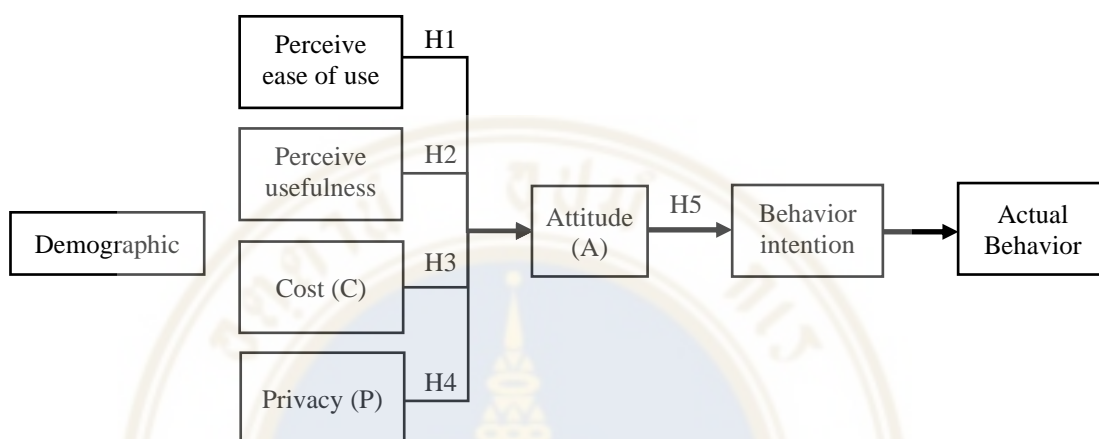 Perceive
ease of use
H1
Perceive
usefulness
H2
Demographic
Cost (C)
H3
Privacy (P)
H4
Attitude
(A)
H5
Behavior
intention
Actual
Behavior